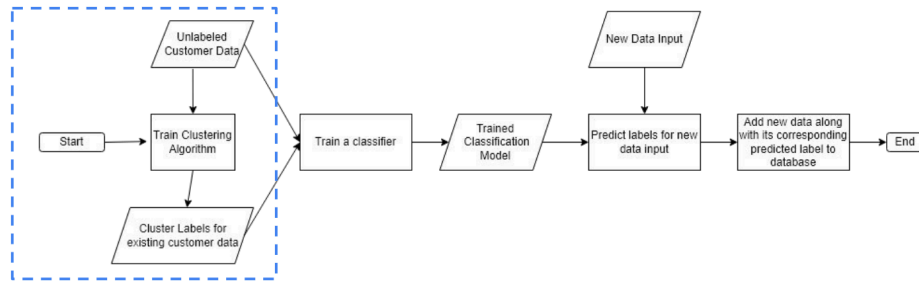 Unlabeled
Customer Data
New Data Input
Start
Train Clustering
Algorithm
Train a classifier
Trained
Classification
Model
Predict labels for new
data input
Add new data along
with its corresponding
predicted label to
database
End
Cluster Labels for
existing customer data